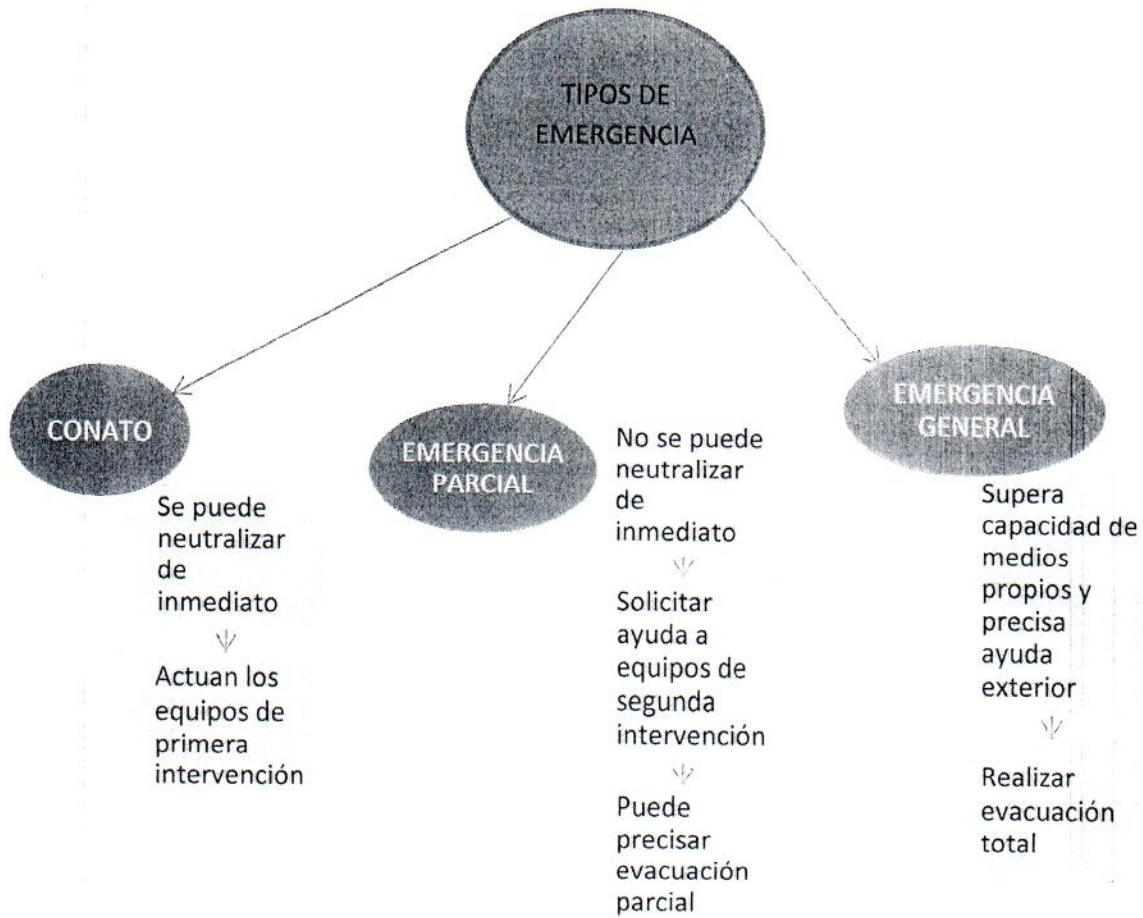 TIPOS DE
EMERGENCIA
CONATO
Se puede
neutralizar
de
inmediato
Actuan los
equipos de
primera
intervención
EMERGENCIA
PARCIAL
No se puede
neutralizar
de
inmediato
Solicitar
ayuda a
equipos de
segunda
intervención
Puede
precisar
evacuación
parcial
EMERGENCIA
GENERAL
Supera
capacidad de
medios
propios y
precisa
ayuda
exterior
Realizar
evacuación
total